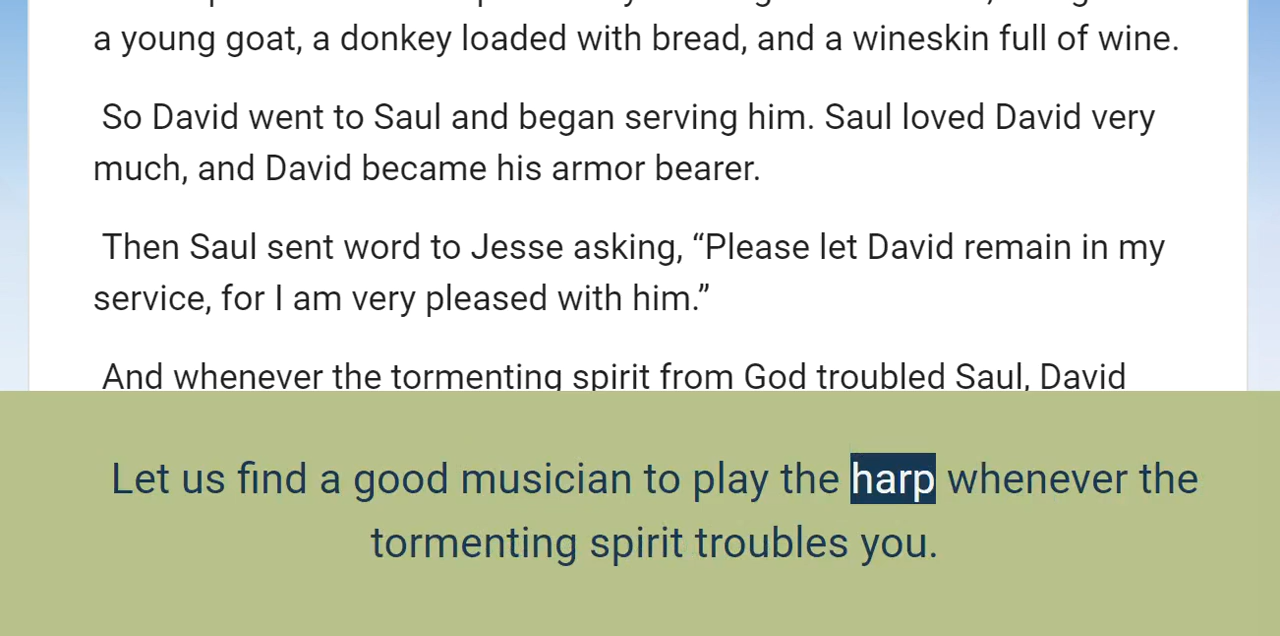 a young goat, a donkey loaded with bread, and a wineskin full of wine.
So David went to Saul and began serving him. Saul loved David very
much, and David became his armor bearer.
Then Saul sent word to Jesse asking, “Please let David remain in my
service, for I am very pleased with him.”
And whenever the tormenting spirit from God troubled Saul, David
Let us find a good musician to play the harp whenever the
tormenting spirit troubles you.